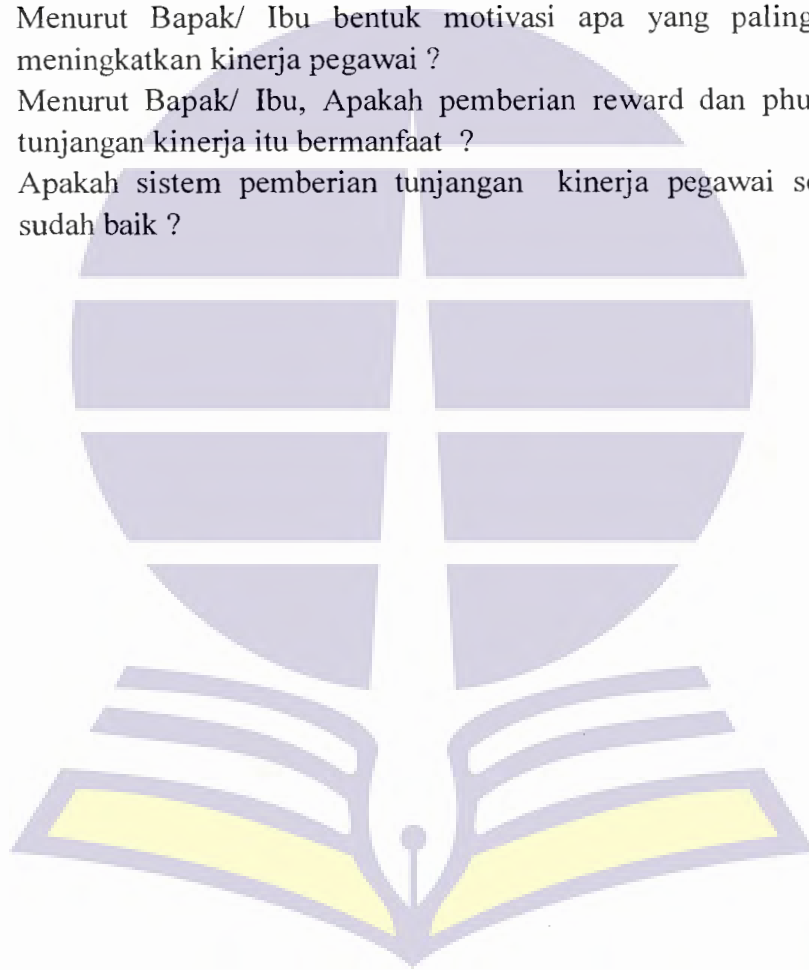 Menurut Bapak/ Ibu bentuk motivasi apa yang paling
meningkatkan kinerja pegawai ?
Menurut Bapak/ Ibu, Apakah pemberian reward dan
tunjangan kinerja itu bermanfaat ?
Apakah sistem pemberian tunjangan kinerja pegawai
sudah baik ?